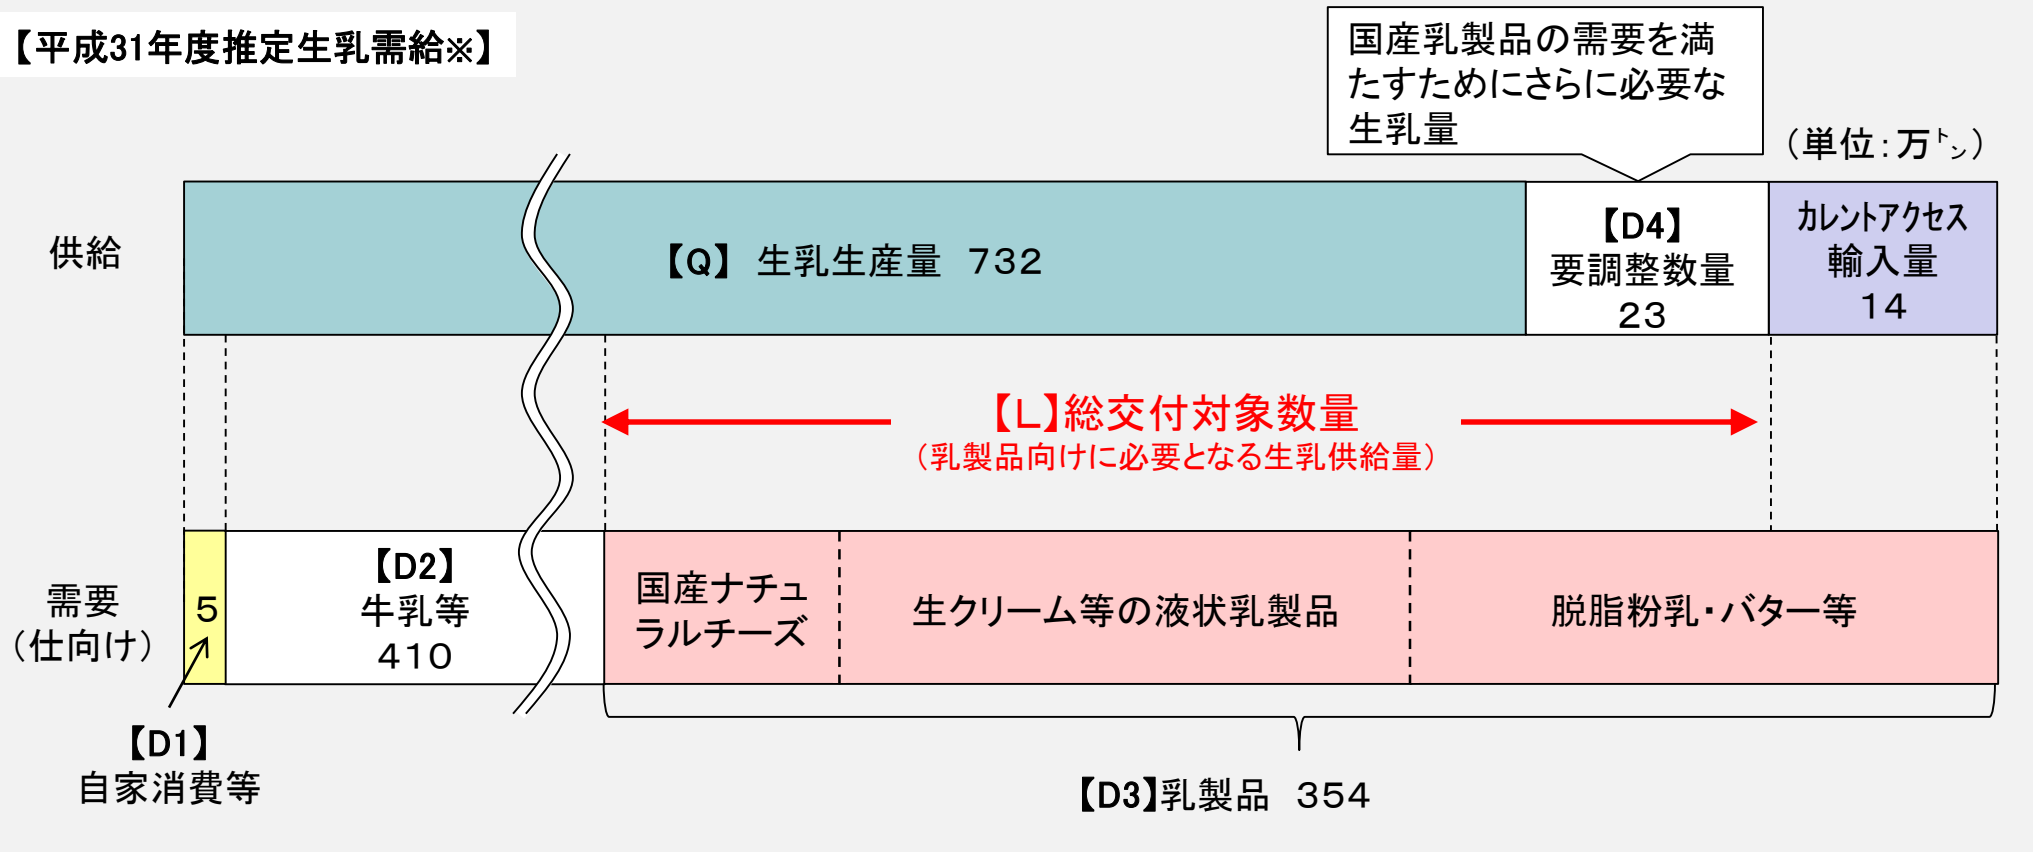 【平成31年度推定生乳需給※】
国産乳製品の需要を満
たすためにさらに必要な
生乳量
（単位：万㌧）
供給
【Q】 生乳生産量 732
【D4】
要調整数量
23
カレントアクセス
輸入量
14
【L】総交付対象数量
（乳製品向けに必要となる生乳供給量）
需要
（仕向け）
5
【D2】
牛乳等
410
国産ナチュ
ラルチーズ
生クリーム等の液状乳製品
脱脂粉乳・バター等
【D1】
自家消費等
【D3】乳製品 354